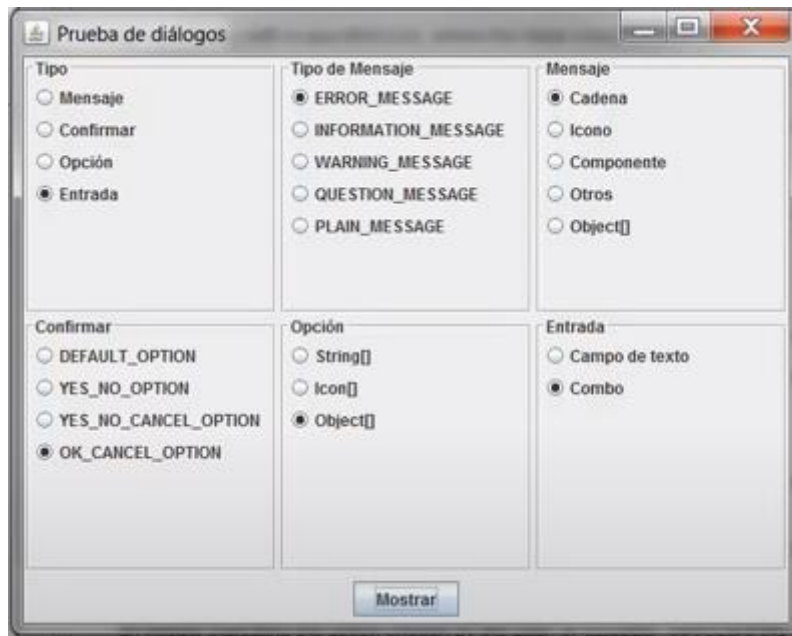 Prueba de diálogos
Tipo
Mensaje
Confirmar
Opción
Entrada
Tipo de Mensaje
ERROR_MESSAGE
INFORMATION_MESSAGE
WARNING_MESSAGE
QUESTION_MESSAGE
PLAIN_MESSAGE
Mensaje
Cadena
Icono
Componente
Otros
Object[]
Confirmar
DEFAULT_OPTION
YES_NO_OPTION
YES_NO_CANCEL_OPTION
OK_CANCEL_OPTION
Opción
String[]
Icon[]
Object[]
Entrada
Campo de texto
Combo
Mostrar